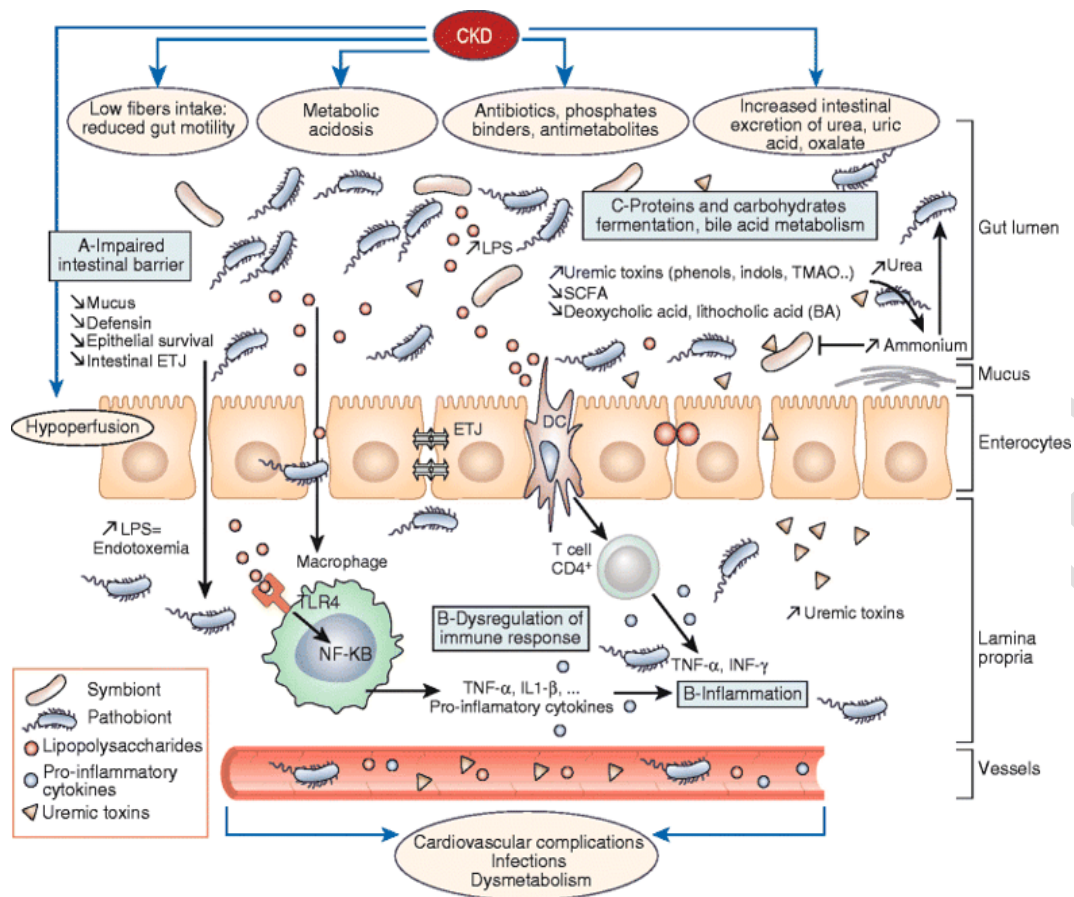 CKD
Low fibers intake:
reduced gut motility
Metabolic
acidosis
Antibiotics, phosphates
binders, antimetabolites
Increased intestinal
excretion of urea, uric
acid, oxalate
A-Impaired
intestinal barrier
↘Mucus
↘Defensin
↘Epithelial survival
↘Intestinal ETJ
↗LPS
C-Proteins and carbohydrates
fermentation, bile acid metabolism
↗Uremic toxins (phenols, indols, TMAO..)
↘SCFA
↘Deoxycholic acid, lithocholic acid (BA)
↗Urea
↗ Ammonium
Gut lumen
Mucus
Enterocytes
Lamina
propria
Vessels
Hypoperfusion
ETJ
DC
↗ LPS=
Endotoxemia
Macrophage
TLR4
NF-KB
T cell
CD4+
B-Dysregulation of
immune response
↗ Uremic toxins
TNF-α, INF-γ
TNF-α, IL1-β, ...
Pro-inflamatory cytokines
B-Inflammation
Symbiont
Pathobiont
Lipopolysaccharides
Pro-inflammatory
cytokines
Uremic toxins
Cardiovascular complications
Infections
Dysmetabolism